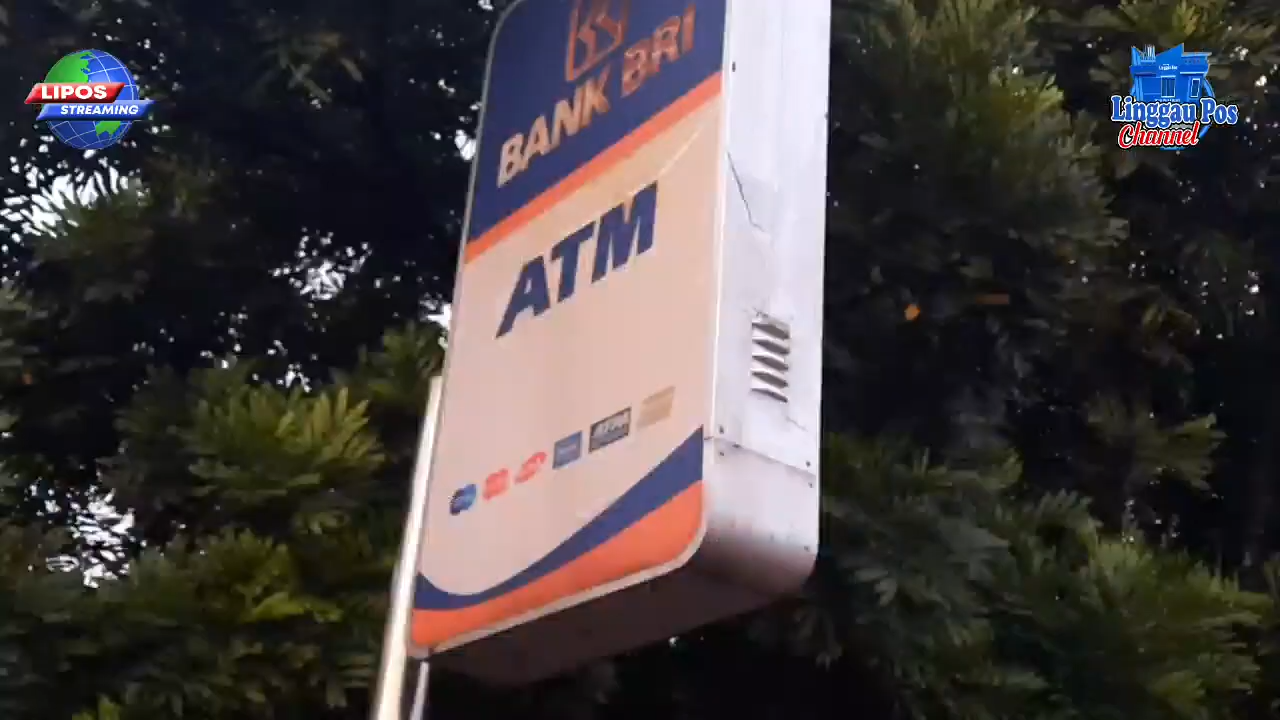 LIPOS
STREAMING
Linggau Pos
Channel
BANK BRI
ATM